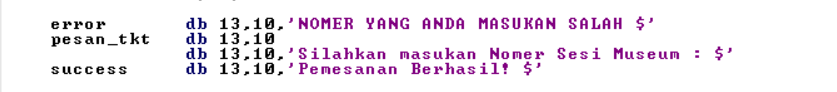 error db 13,10,'NOMER YANG ANDA MASUKAN SALAH $'
pesan_tkt db 13,10
db 13,10,'Silahkan masukan Nomer Sesi Museum : $'
success db 13,10,'Pemesanan Berhasil! $'